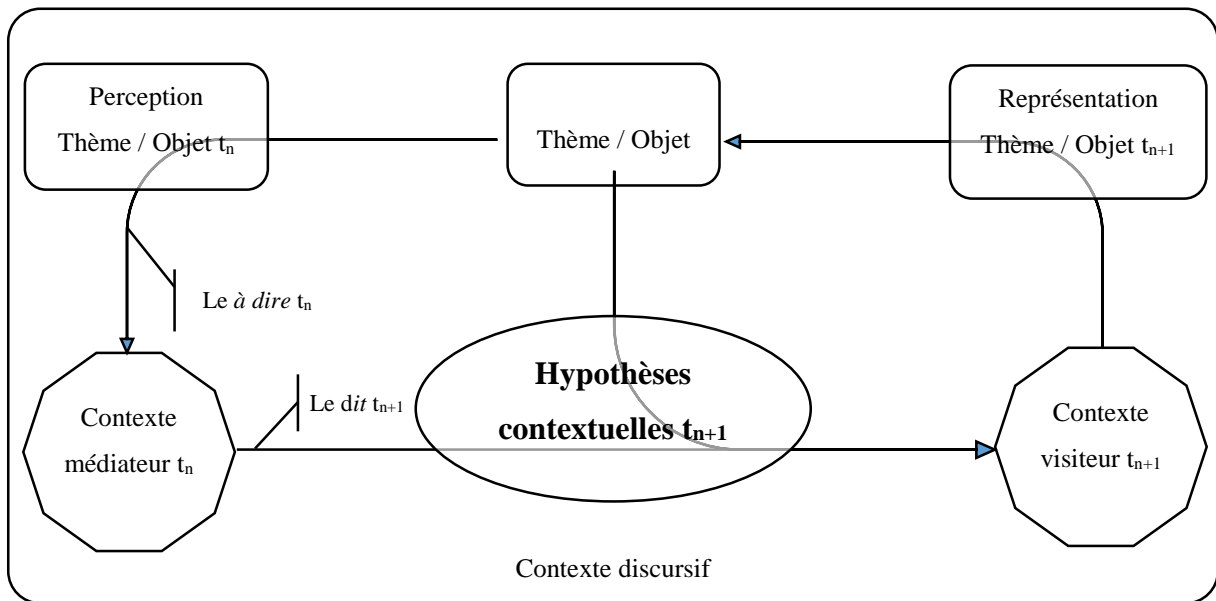 Perception
Thème / Objet tn
Thème / Objet
Représentation
Thème / Objet tn+1
Le à dire tn
Hypothèses
contextuelles tn+1
Le dit tn+1
Contexte
médiateur tn
Contexte
visiteur tn+1
Contexte discursif